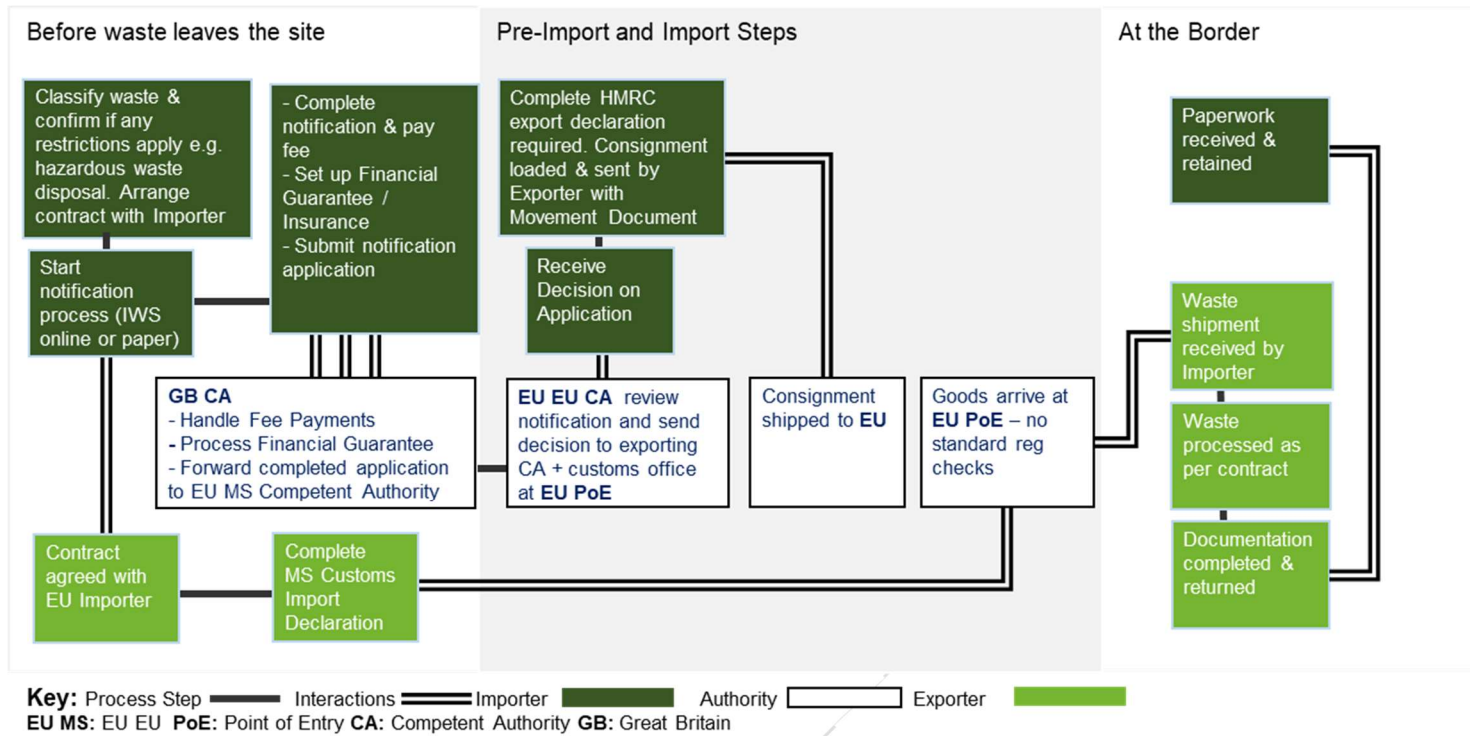 Before waste leaves the site
Pre-Import and Import Steps
At the Border
Classify waste &
confirm if any
restrictions apply e.g.
hazardous waste
disposal. Arrange
contract with Importer
- Complete
notification & pay
fee
- Set up Financial
Guarantee /
Insurance
- Submit notification
application
Start
notification
process (IWS
online or paper)
GB CA
- Handle Fee Payments
- Process Financial Guarantee
- Forward completed application
to EU MS Competent Authority
Contract
agreed with
EU Importer
Complete
MS Customs
Import
Declaration
Complete HMRC
export declaration
required. Consignment
loaded & sent by
Exporter with
Movement Document
Receive
Decision on
Application
EU EU CA review
notification and send
decision to exporting
CA + customs office
at EU PoE
Consignment
shipped to EU
Goods arrive at
EU PoE – no
standard reg
checks
Paperwork
received &
retained
Waste
shipment
received by
Importer
Waste
processed as
per contract
Documentation
completed &
returned
Key: Process Step Interactions Importer Authority Exporter
EU MS: EU EU PoE: Point of Entry CA: Competent Authority GB: Great Britain